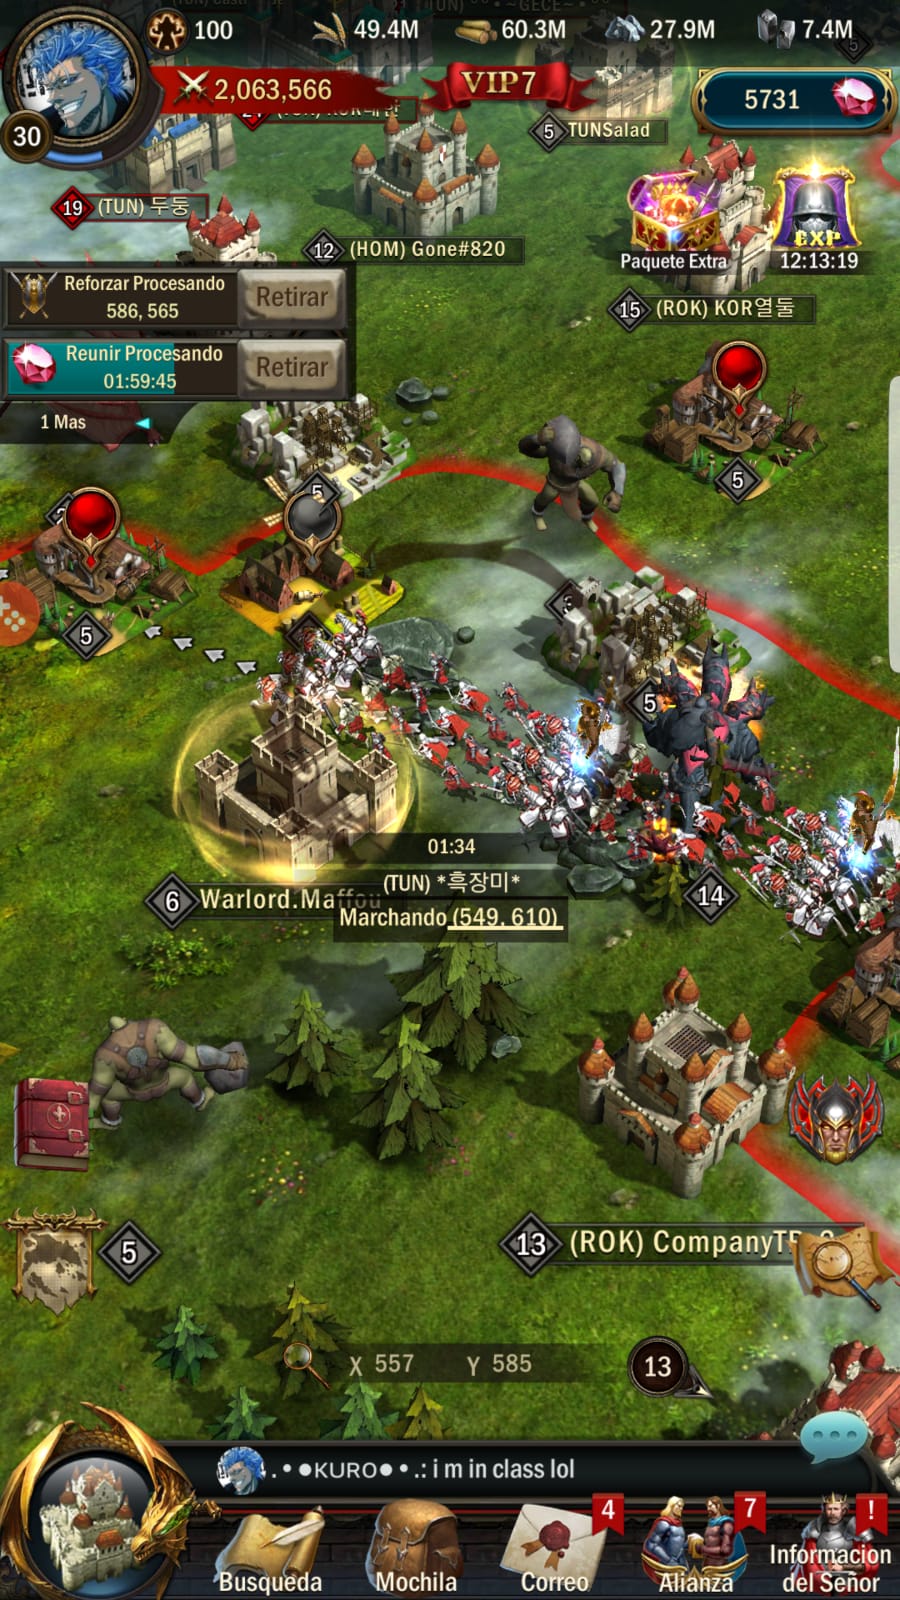 100
49.4M
60.3M
27.9M
7.4M
2,063,566
VIP7
5731
30
5 TUNSalad
19 (TUN) 두둥
12 (HOM) Gone#820
EXP
Paquete Extra
12:13:19
Reforzar Procesando
586, 565
Retirar
15 (ROK) KOR열둘
Reunir Procesando
01:59:45
Retirar
1 Mas
5
5
5
5
01:34
(TUN) *흑장미*
6 Warlord.Maffou
14
Marchando (549, 610)
5
13 (ROK) CompanyT
X 557 Y 585
13
.•●KURO●•.: i m in class lol
4
7
!
Busqueda
Mochila
Correo
Alianza
Informacion
del Señor